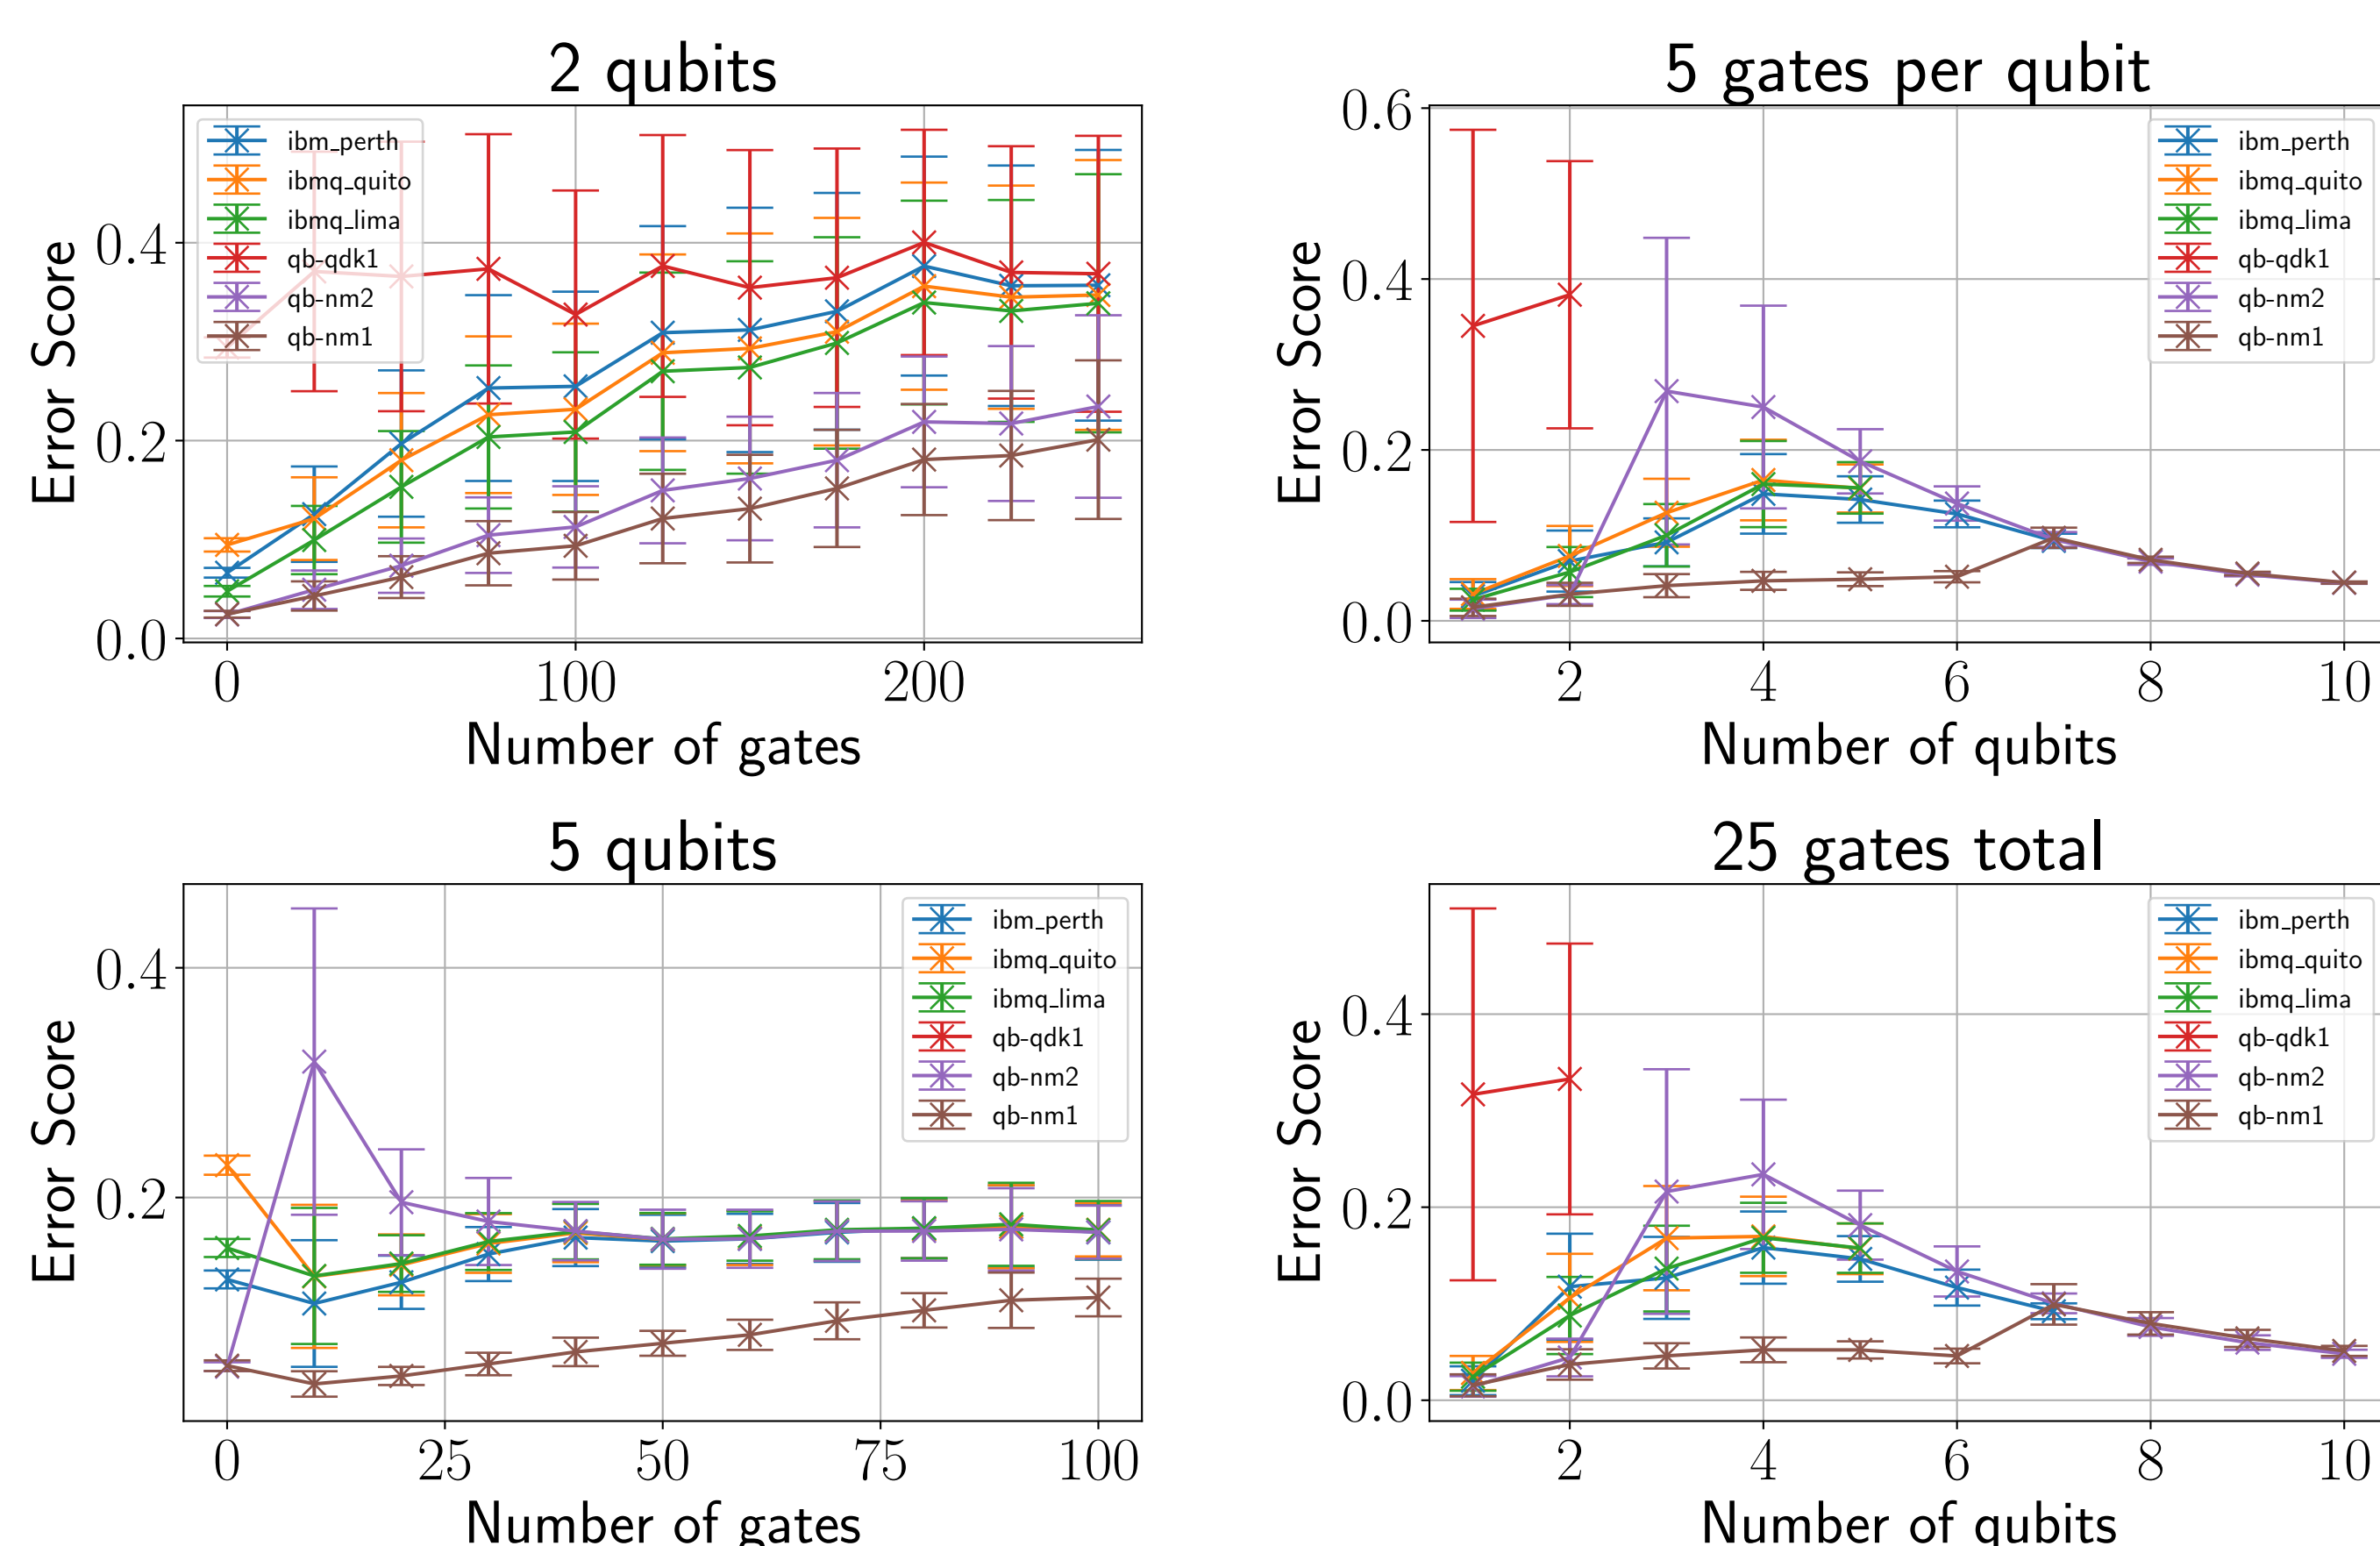 2 qubits
Error Score
0.4
0.2
0.0
ibm_perth
ibmq_quito
ibmq_lima
qb-qdk1
qb-nm2
qb-nm1
0 100 200
Number of gates
5 gates per qubit
Error Score
0.6
0.4
0.2
0.0
ibm_perth
ibmq_quito
ibmq_lima
qb-qdk1
qb-nm2
qb-nm1
2 4 6 8 10
Number of qubits
5 qubits
Error Score
0.4
0.2
ibm_perth
ibmq_quito
ibmq_lima
qb-qdk1
qb-nm2
qb-nm1
0 25 50 75 100
Number of gates
25 gates total
Error Score
0.4
0.2
0.0
ibm_perth
ibmq_quito
ibmq_lima
qb-qdk1
qb-nm2
qb-nm1
2 4 6 8 10
Number of qubits